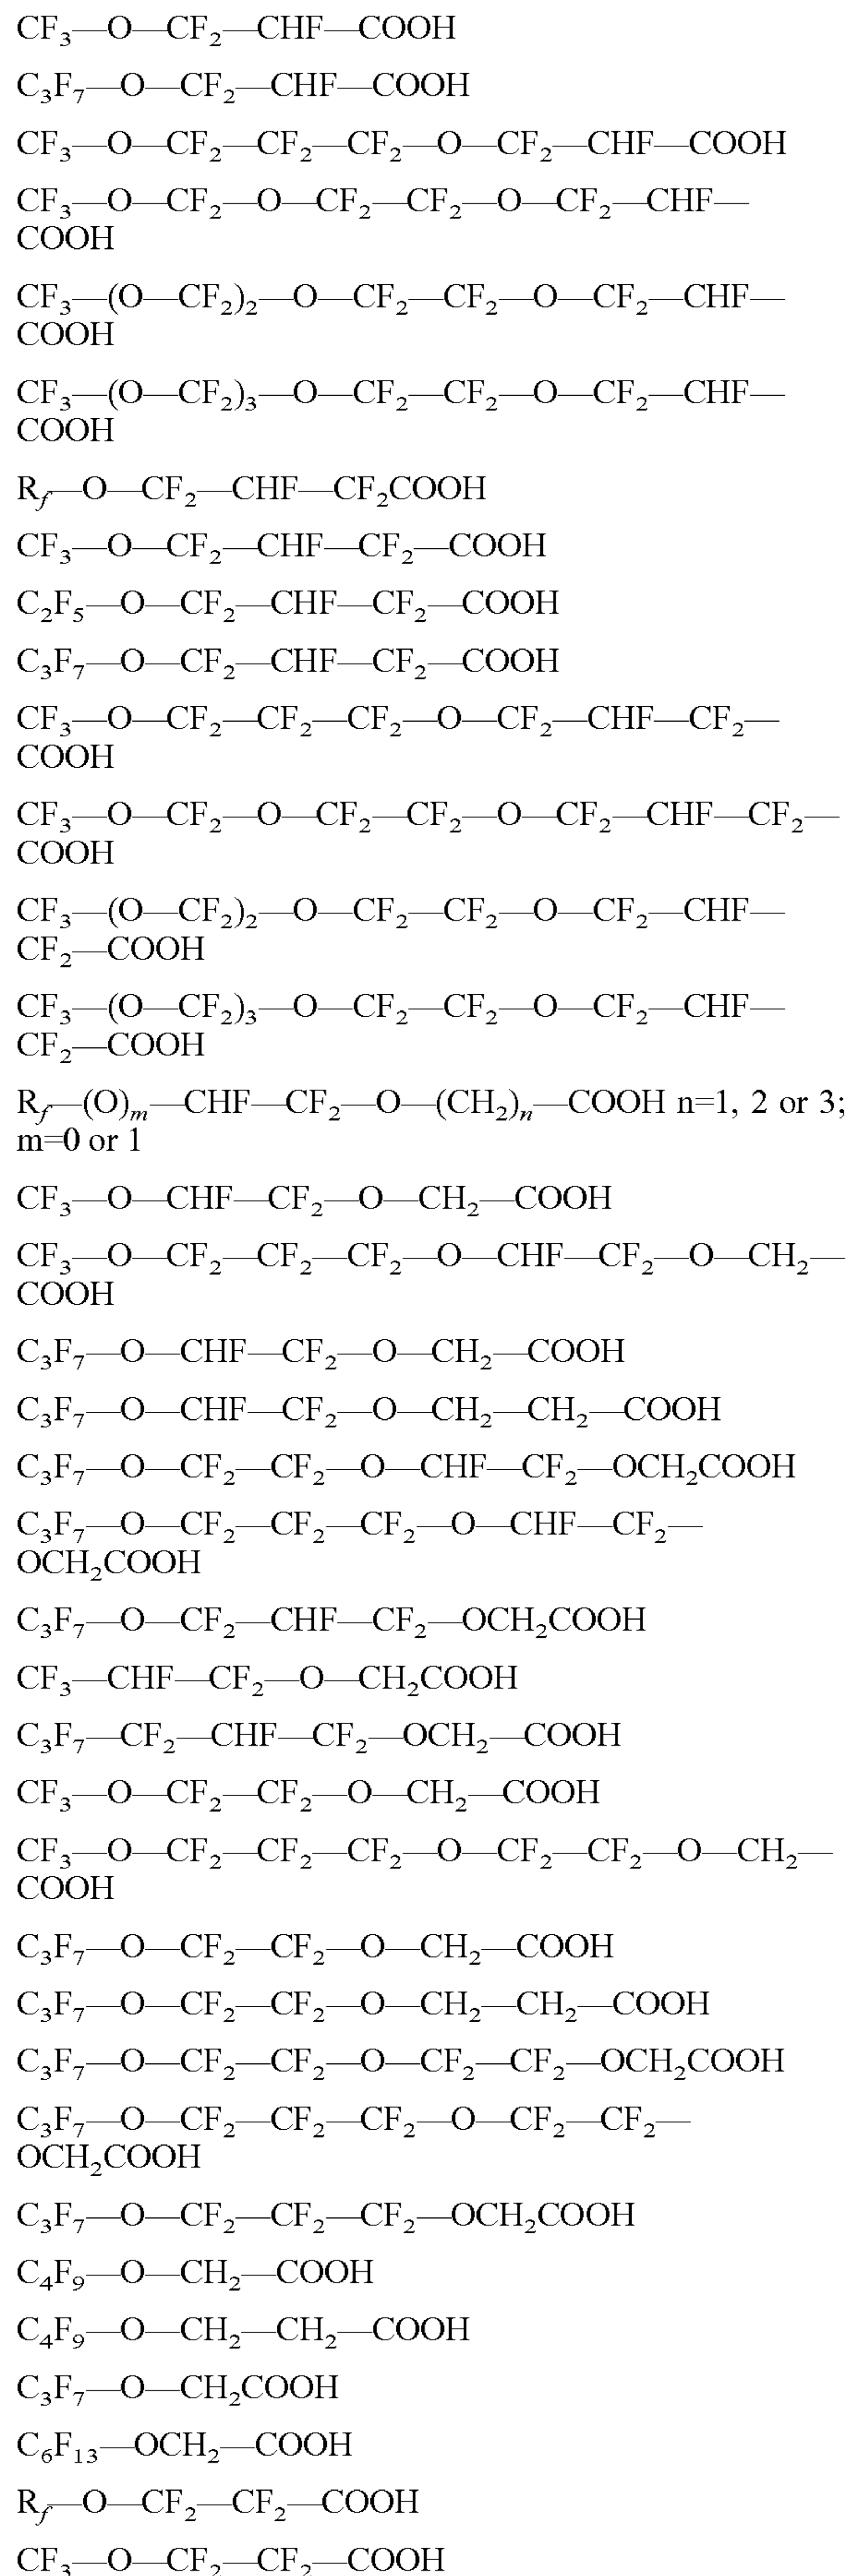 CF₃—O—CF₂—CHF—COOH
C₃F₇—O—CF₂—CHF—COOH
CF₃—O—CF₂—CF₂—CF₂—O—CF₂—CHF—COOH
CF₃—O—CF₂—O—CF₂—CF₂—O—CF₂—CHF—
COOH
CF₃—(O—CF₂)₂—O—CF₂—CF₂—O—CF₂—CHF—
COOH
CF₃—(O—CF₂)₃—O—CF₂—CF₂—O—CF₂—CHF—
COOH
R_f—O—CF₂—CHF—CF₂COOH
CF₃—O—CF₂—CHF—CF₂—COOH
C₂F₅—O—CF₂—CHF—CF₂—COOH
C₃F₇—O—CF₂—CHF—CF₂—COOH
CF₃—O—CF₂—CF₂—CF₂—O—CF₂—CHF—CF₂—
COOH
CF₃—O—CF₂—O—CF₂—CF₂—O—CF₂—CHF—CF₂—
COOH
CF₃—(O—CF₂)₂—O—CF₂—CF₂—O—CF₂—CHF—
CF₂—COOH
CF₃—(O—CF₂)₃—O—CF₂—CF₂—O—CF₂—CHF—
CF₂—COOH
R_f—(O)ₘ—CHF—CF₂—O—(CH₂)ₙ—COOH n=1, 2 or 3;
m=0 or 1
CF₃—O—CHF—CF₂—O—CH₂—COOH
CF₃—O—CF₂—CF₂—CF₂—O—CHF—CF₂—O—CH₂—
COOH
C₃F₇—O—CHF—CF₂—O—CH₂—COOH
C₃F₇—O—CHF—CF₂—O—CH₂—CH₂—COOH
C₃F₇—O—CF₂—CF₂—O—CHF—CF₂—OCH₂COOH
C₃F₇—O—CF₂—CF₂—CF₂—O—CHF—CF₂—
OCH₂COOH
C₃F₇—O—CF₂—CHF—CF₂—OCH₂COOH
CF₃—CHF—CF₂—O—CH₂COOH
C₃F₇—CF₂—CHF—CF₂—OCH₂—COOH
CF₃—O—CF₂—CF₂—O—CH₂—COOH
CF₃—O—CF₂—CF₂—CF₂—O—CF₂—CF₂—O—CH₂—
COOH
C₃F₇—O—CF₂—CF₂—O—CH₂—COOH
C₃F₇—O—CF₂—CF₂—O—CH₂—CH₂—COOH
C₃F₇—O—CF₂—CF₂—O—CF₂—CF₂—OCH₂COOH
C₃F₇—O—CF₂—CF₂—CF₂—O—CF₂—CF₂—
OCH₂COOH
C₃F₇—O—CF₂—CF₂—CF₂—OCH₂COOH
C₄F₉—O—CH₂—COOH
C₄F₉—O—CH₂—CH₂—COOH
C₃F₇—O—CH₂COOH
C₆F₁₃—OCH₂—COOH
R_f—O—CF₂—CF₂—COOH
CF₃—O—CF₂—CF₂—COOH